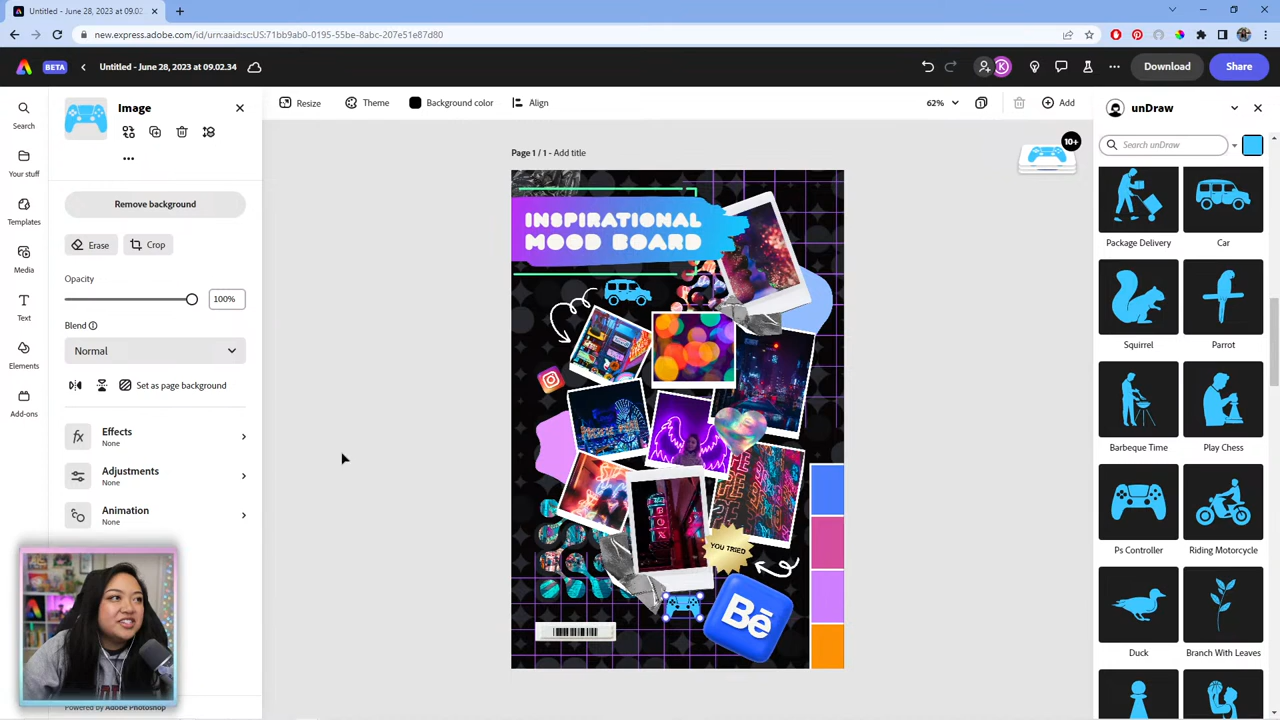 Untitled - June 28, 2023 at 09.02
new.express.adobe.com/id/urn:aaid:sc:US:71bb9ab0-0195-55be-8abc-207e51e87d80
BETA
Untitled - June 28, 2023 at 09.02.34
K
Download
Share
Search
Your stuff
Templates
Media
Text
Elements
Add-ons
Image
Remove background
Erase
Crop
Opacity
100%
Blend
Normal
Set as page background
fx
Effects
None
Adjustments
None
Animation
None
Powered by Adobe Photoshop
Resize
Theme
Background color
Align
62%
1
Add
Page 1 / 1 - Add title
10+
INSPIRATIONAL
MOOD BOARD
YOU TRIED
Bē
unDraw
Search unDraw
Package Delivery
Car
Squirrel
Parrot
Barbeque Time
Play Chess
Ps Controller
Riding Motorcycle
Duck
Branch With Leaves